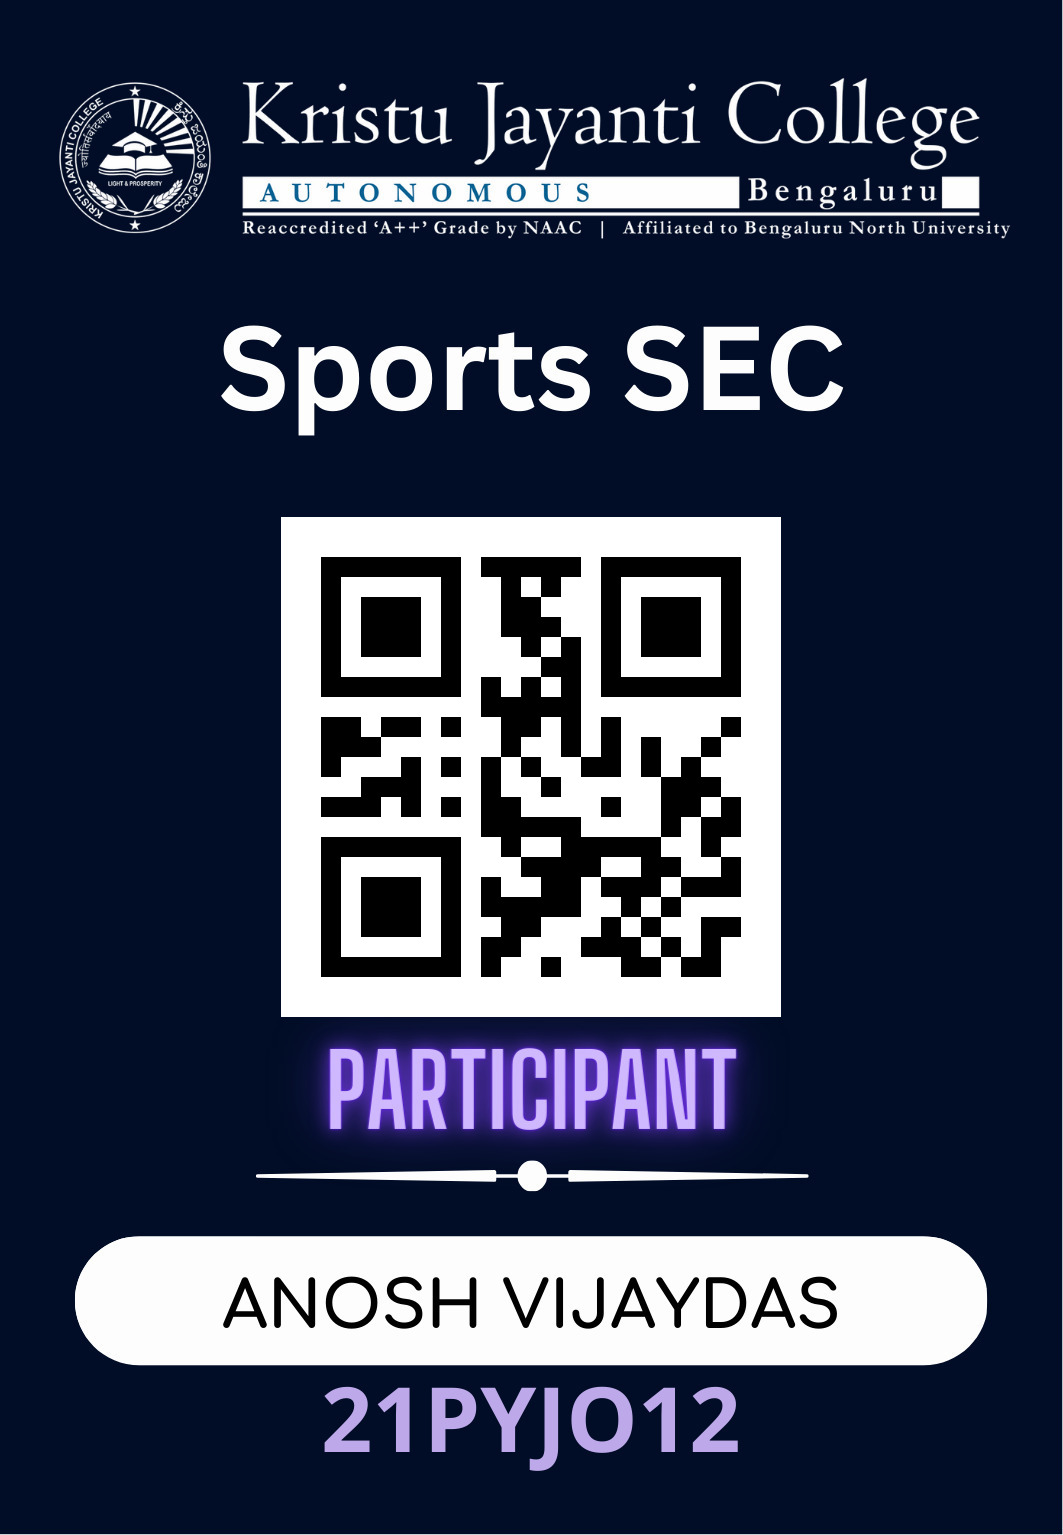 Kristu Jayanti College
AUTONOMOUS Bengaluru
Reaccredited ‘A++’ Grade by NAAC | Affiliated to Bengaluru North University
KRISTU JAYANTI COLLEGE
LIGHT & PROSPERITY
Sports SEC
PARTICIPANT
ANOSH VIJAYDAS
21PYJO12